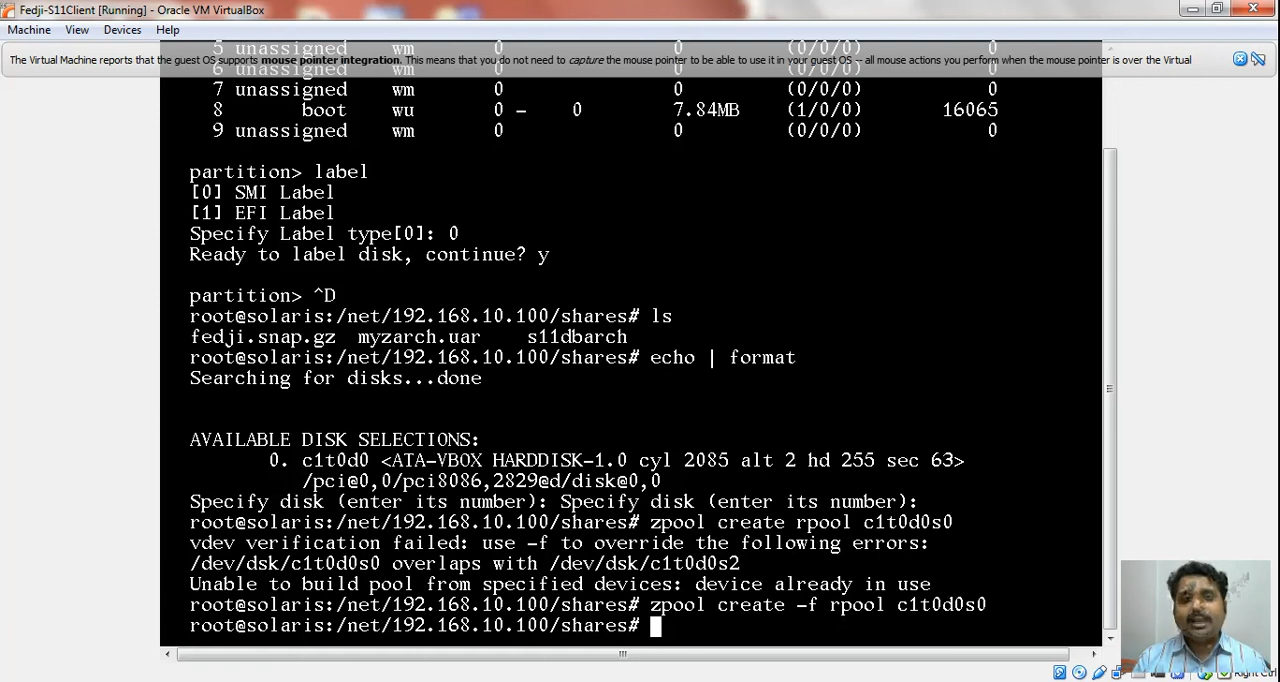 Fedji-S11Client [Running] - Oracle VM VirtualBox
Machine View Devices Help
5 unassigned wm 0 0 (0/0/0) 0
The Virtual Machine reports that the guest OS supports mouse pointer integration. This means that you do not need to capture the mouse pointer to be able to use it in your guest OS -- all mouse actions you perform when the mouse pointer is over the Virtual
6 unassigned wm 0 0 (0/0/0) 0
7 unassigned wm 0 0 (0/0/0) 0
8 boot wu 0 - 0 7.84MB (1/0/0) 16065
9 unassigned wm 0 0 (0/0/0) 0
partition> label
[0] SMI Label
[1] EFI Label
Specify Label type[0]: 0
Ready to label disk, continue? y
partition> ^D
root@solaris:/net/192.168.10.100/shares# ls
fedji.snap.gz myzarch.uar s11dbarch
root@solaris:/net/192.168.10.100/shares# echo | format
Searching for disks...done
AVAILABLE DISK SELECTIONS:
0. c1t0d0 <ATA-VBOX HARDDISK-1.0 cyl 2085 alt 2 hd 255 sec 63>
/pci@0,0/pci8086,2829@d/disk@0,0
Specify disk (enter its number): Specify disk (enter its number):
root@solaris:/net/192.168.10.100/shares# zpool create rpool c1t0d0s0
vdev verification failed: use -f to override the following errors:
/dev/dsk/c1t0d0s0 overlaps with /dev/dsk/c1t0d0s2
Unable to build pool from specified devices: device already in use
root@solaris:/net/192.168.10.100/shares# zpool create -f rpool c1t0d0s0
root@solaris:/net/192.168.10.100/shares#
Right Ctrl